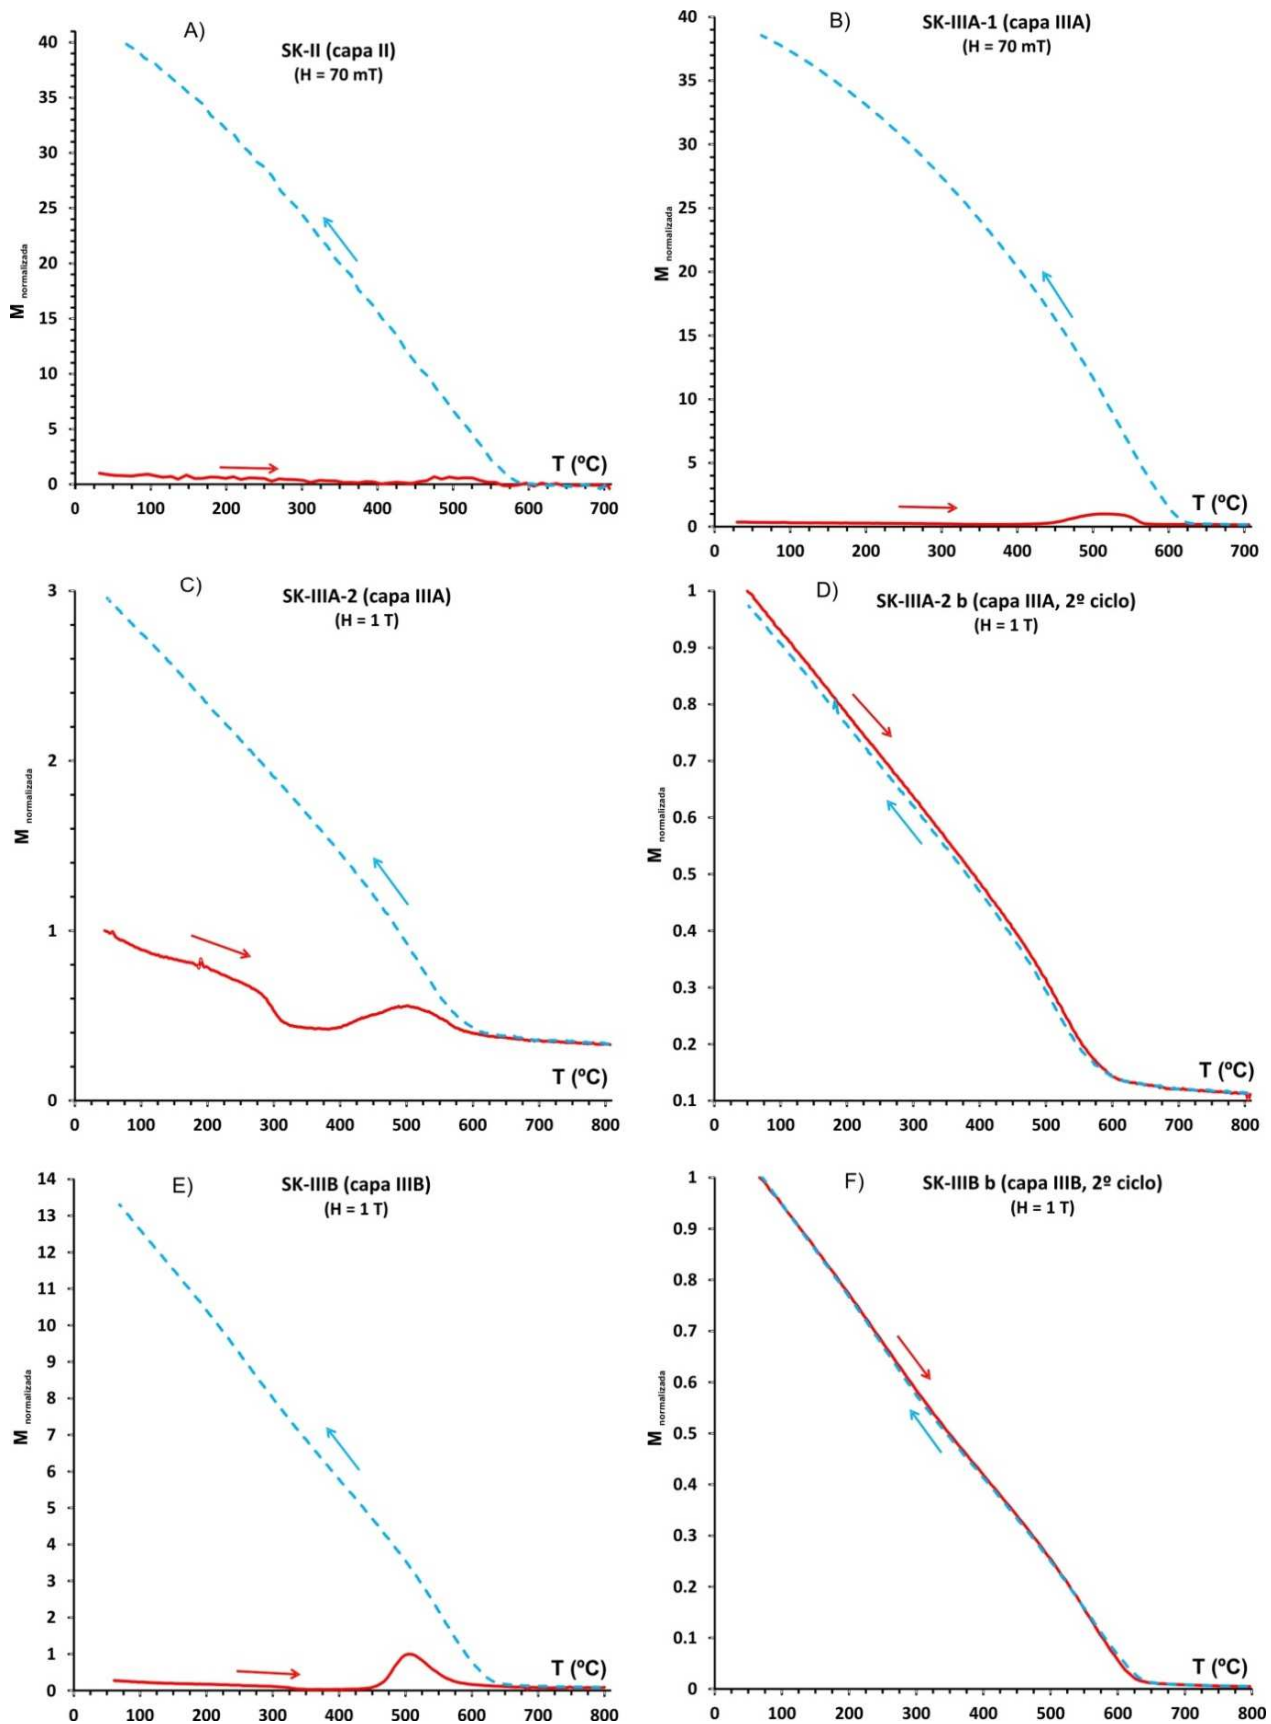 A)
SK-II (capa II)
(H = 70 mT)
40
35
30
25
20
15
10
5
0
M normalizada
T (ºC)
0 100 200 300 400 500 600 700
B)
SK-IIIA-1 (capa IIIA)
(H = 70 mT)
40
35
30
25
20
15
10
5
0
M normalizada
T (ºC)
0 100 200 300 400 500 600 700
C)
SK-IIIA-2 (capa IIIA)
(H = 1 T)
3
2
1
0
M normalizada
T (ºC)
0 100 200 300 400 500 600 700 800
D)
SK-IIIA-2 b (capa IIIA, 2º ciclo)
(H = 1 T)
1
0.9
0.8
0.7
0.6
0.5
0.4
0.3
0.2
0.1
M normalizada
T (ºC)
0 100 200 300 400 500 600 700 800
E)
SK-IIIB (capa IIIB)
(H = 1 T)
14
13
12
11
10
9
8
7
6
5
4
3
2
1
0
M normalizada
T (ºC)
0 100 200 300 400 500 600 700 800
F)
SK-IIIB b (capa IIIB, 2º ciclo)
(H = 1 T)
1
0.9
0.8
0.7
0.6
0.5
0.4
0.3
0.2
0.1
0
M normalizada
T (ºC)
0 100 200 300 400 500 600 700 800